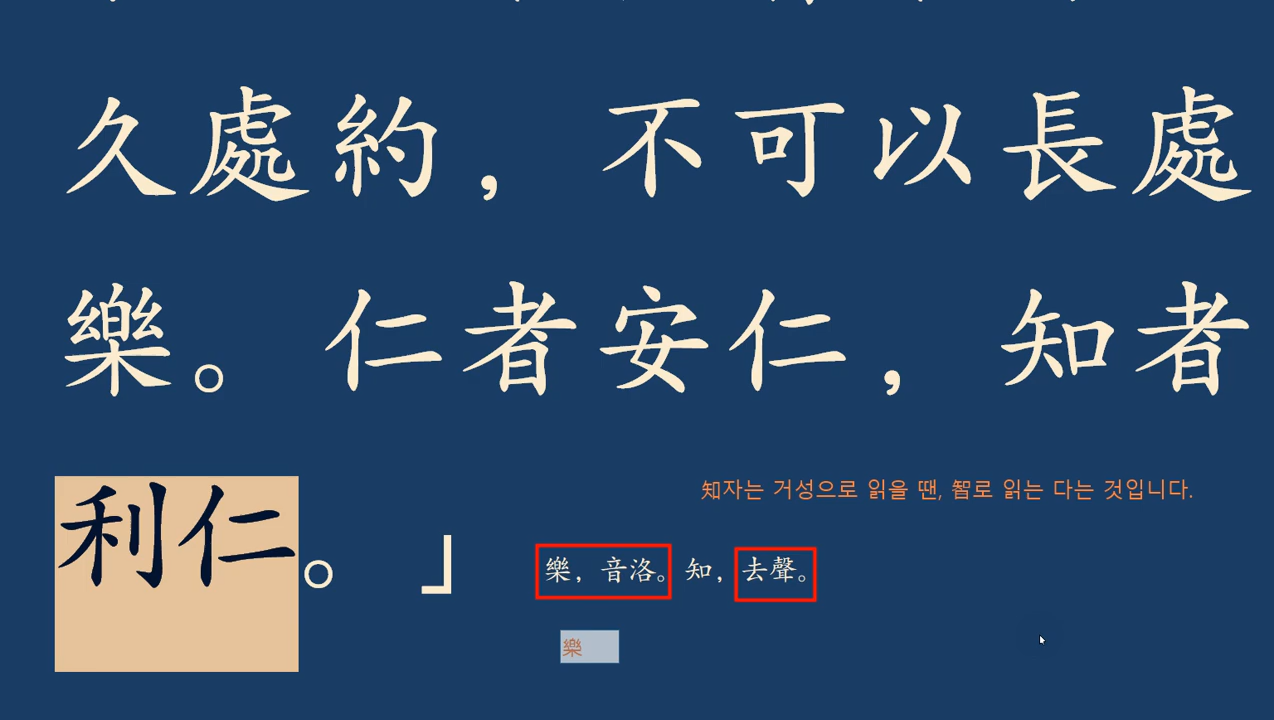 久處約，不可以長處
樂。仁者安仁，知者
利仁。」
知자는 거성으로 읽을 땐, 智로 읽는 다는 것입니다.
樂，音洛。知，去聲。
樂